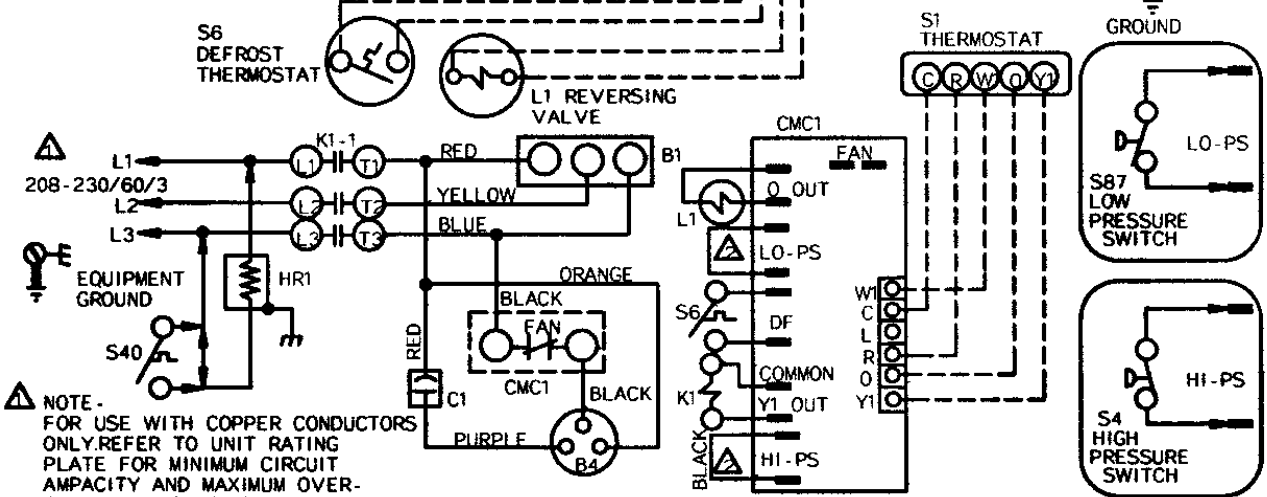 S6
DEFROST
THERMOSTAT
L1 REVERSING
VALVE
S1
THERMOSTAT
C R W1 O Y1
GROUND
LO-PS
S87
LOW
PRESSURE
SWITCH
HI-PS
S4
HIGH
PRESSURE
SWITCH
1
L1
208-230/60/3
L2
L3
K1-1
L1 T1
L2 T2
L3 T3
RED
YELLOW
BLUE
B1
EQUIPMENT
GROUND
HR1
S40
ORANGE
BLACK
FAN
CMC1
RED
C1
BLACK
PURPLE
B4
CMC1
FAN
O OUT
L1
LO-PS
S6
DF
COMMON
K1
Y1 OUT
BLACK
HI-PS
W1
C
L
R
O
Y1
1 NOTE-
FOR USE WITH COPPER CONDUCTORS
ONLY.REFER TO UNIT RATING
PLATE FOR MINIMUM CIRCUIT
AMPACITY AND MAXIMUM OVER-